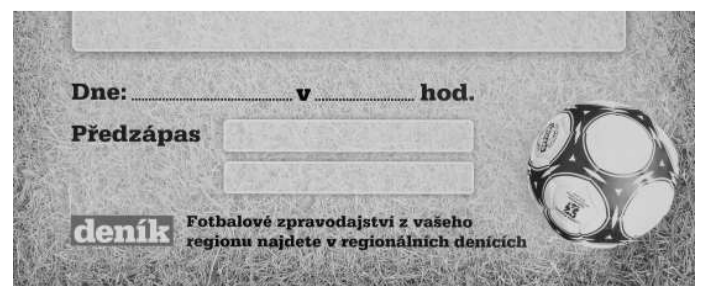 Dne: ........................................ v ......................... hod.
Předzápas
deník
Fotbalové zpravodajství z vašeho
regionu najdete v regionálních denících